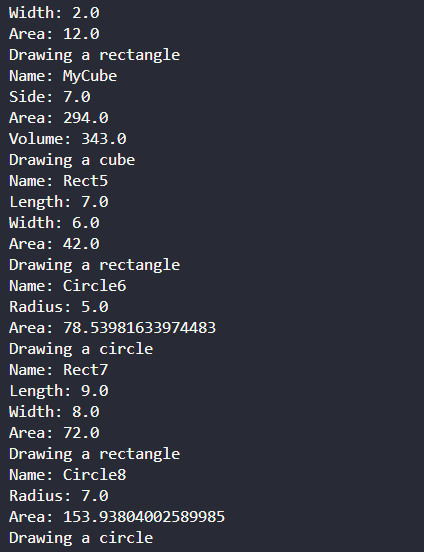 Width: 2.0
Area: 12.0
Drawing a rectangle
Name: MyCube
Side: 7.0
Area: 294.0
Volume: 343.0
Drawing a cube
Name: Rect5
Length: 7.0
Width: 6.0
Area: 42.0
Drawing a rectangle
Name: Circle6
Radius: 5.0
Area: 78.53981633974483
Drawing a circle
Name: Rect7
Length: 9.0
Width: 8.0
Area: 72.0
Drawing a rectangle
Name: Circle8
Radius: 7.0
Area: 153.93804002589985
Drawing a circle